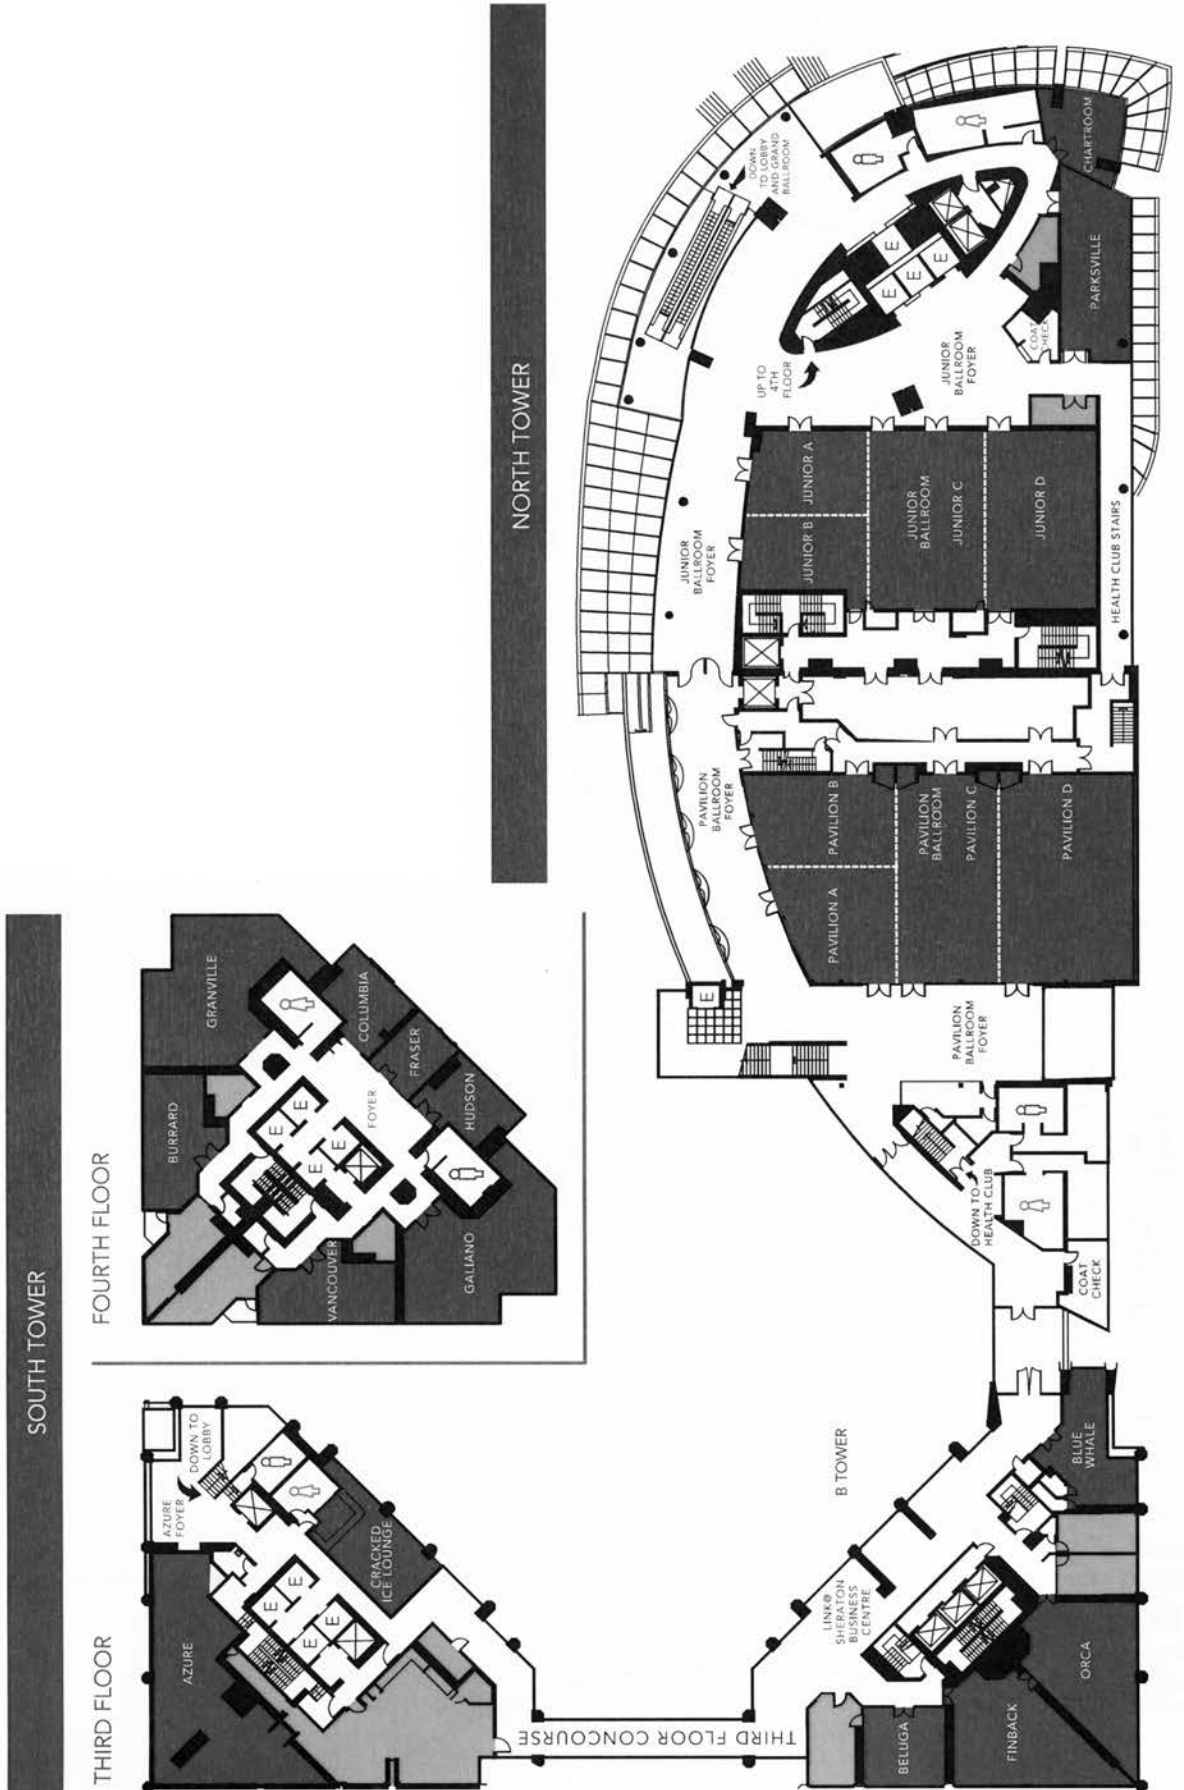 SOUTH TOWER
THIRD FLOOR
AZURE
AZURE
FOYER
DOWN TO
LOBBY
CRACKED
ICE LOUNGE
E
E
E
E
THIRD FLOOR CONCOURSE
FOURTH FLOOR
BURRARD
GRANVILLE
COLUMBIA
FRASER
HUDSON
FOYER
VANCOUVER
GALIANO
E
E
E
E
B TOWER
LINK@
SHERATON
BUSINESS
CENTRE
BELUGA
FINBACK
ORCA
BLUE
WHALE
NORTH TOWER
COAT
CHECK
DOWN TO
HEALTH CLUB
PAVILION
BALLROOM
FOYER
E
PAVILION A
PAVILION B
PAVILION
BALLROOM
PAVILION C
PAVILION D
PAVILION
BALLROOM
FOYER
JUNIOR
BALLROOM
FOYER
JUNIOR B
JUNIOR A
JUNIOR
BALLROOM
JUNIOR C
JUNIOR D
HEALTH CLUB STAIRS
UP TO
4TH
FLOOR
JUNIOR
BALLROOM
FOYER
E
E
E
E
DOWN
TO LOBBY
AND GRAND
BALLROOM
COAT
CHECK
PARKSVILLE
CHARTROOM